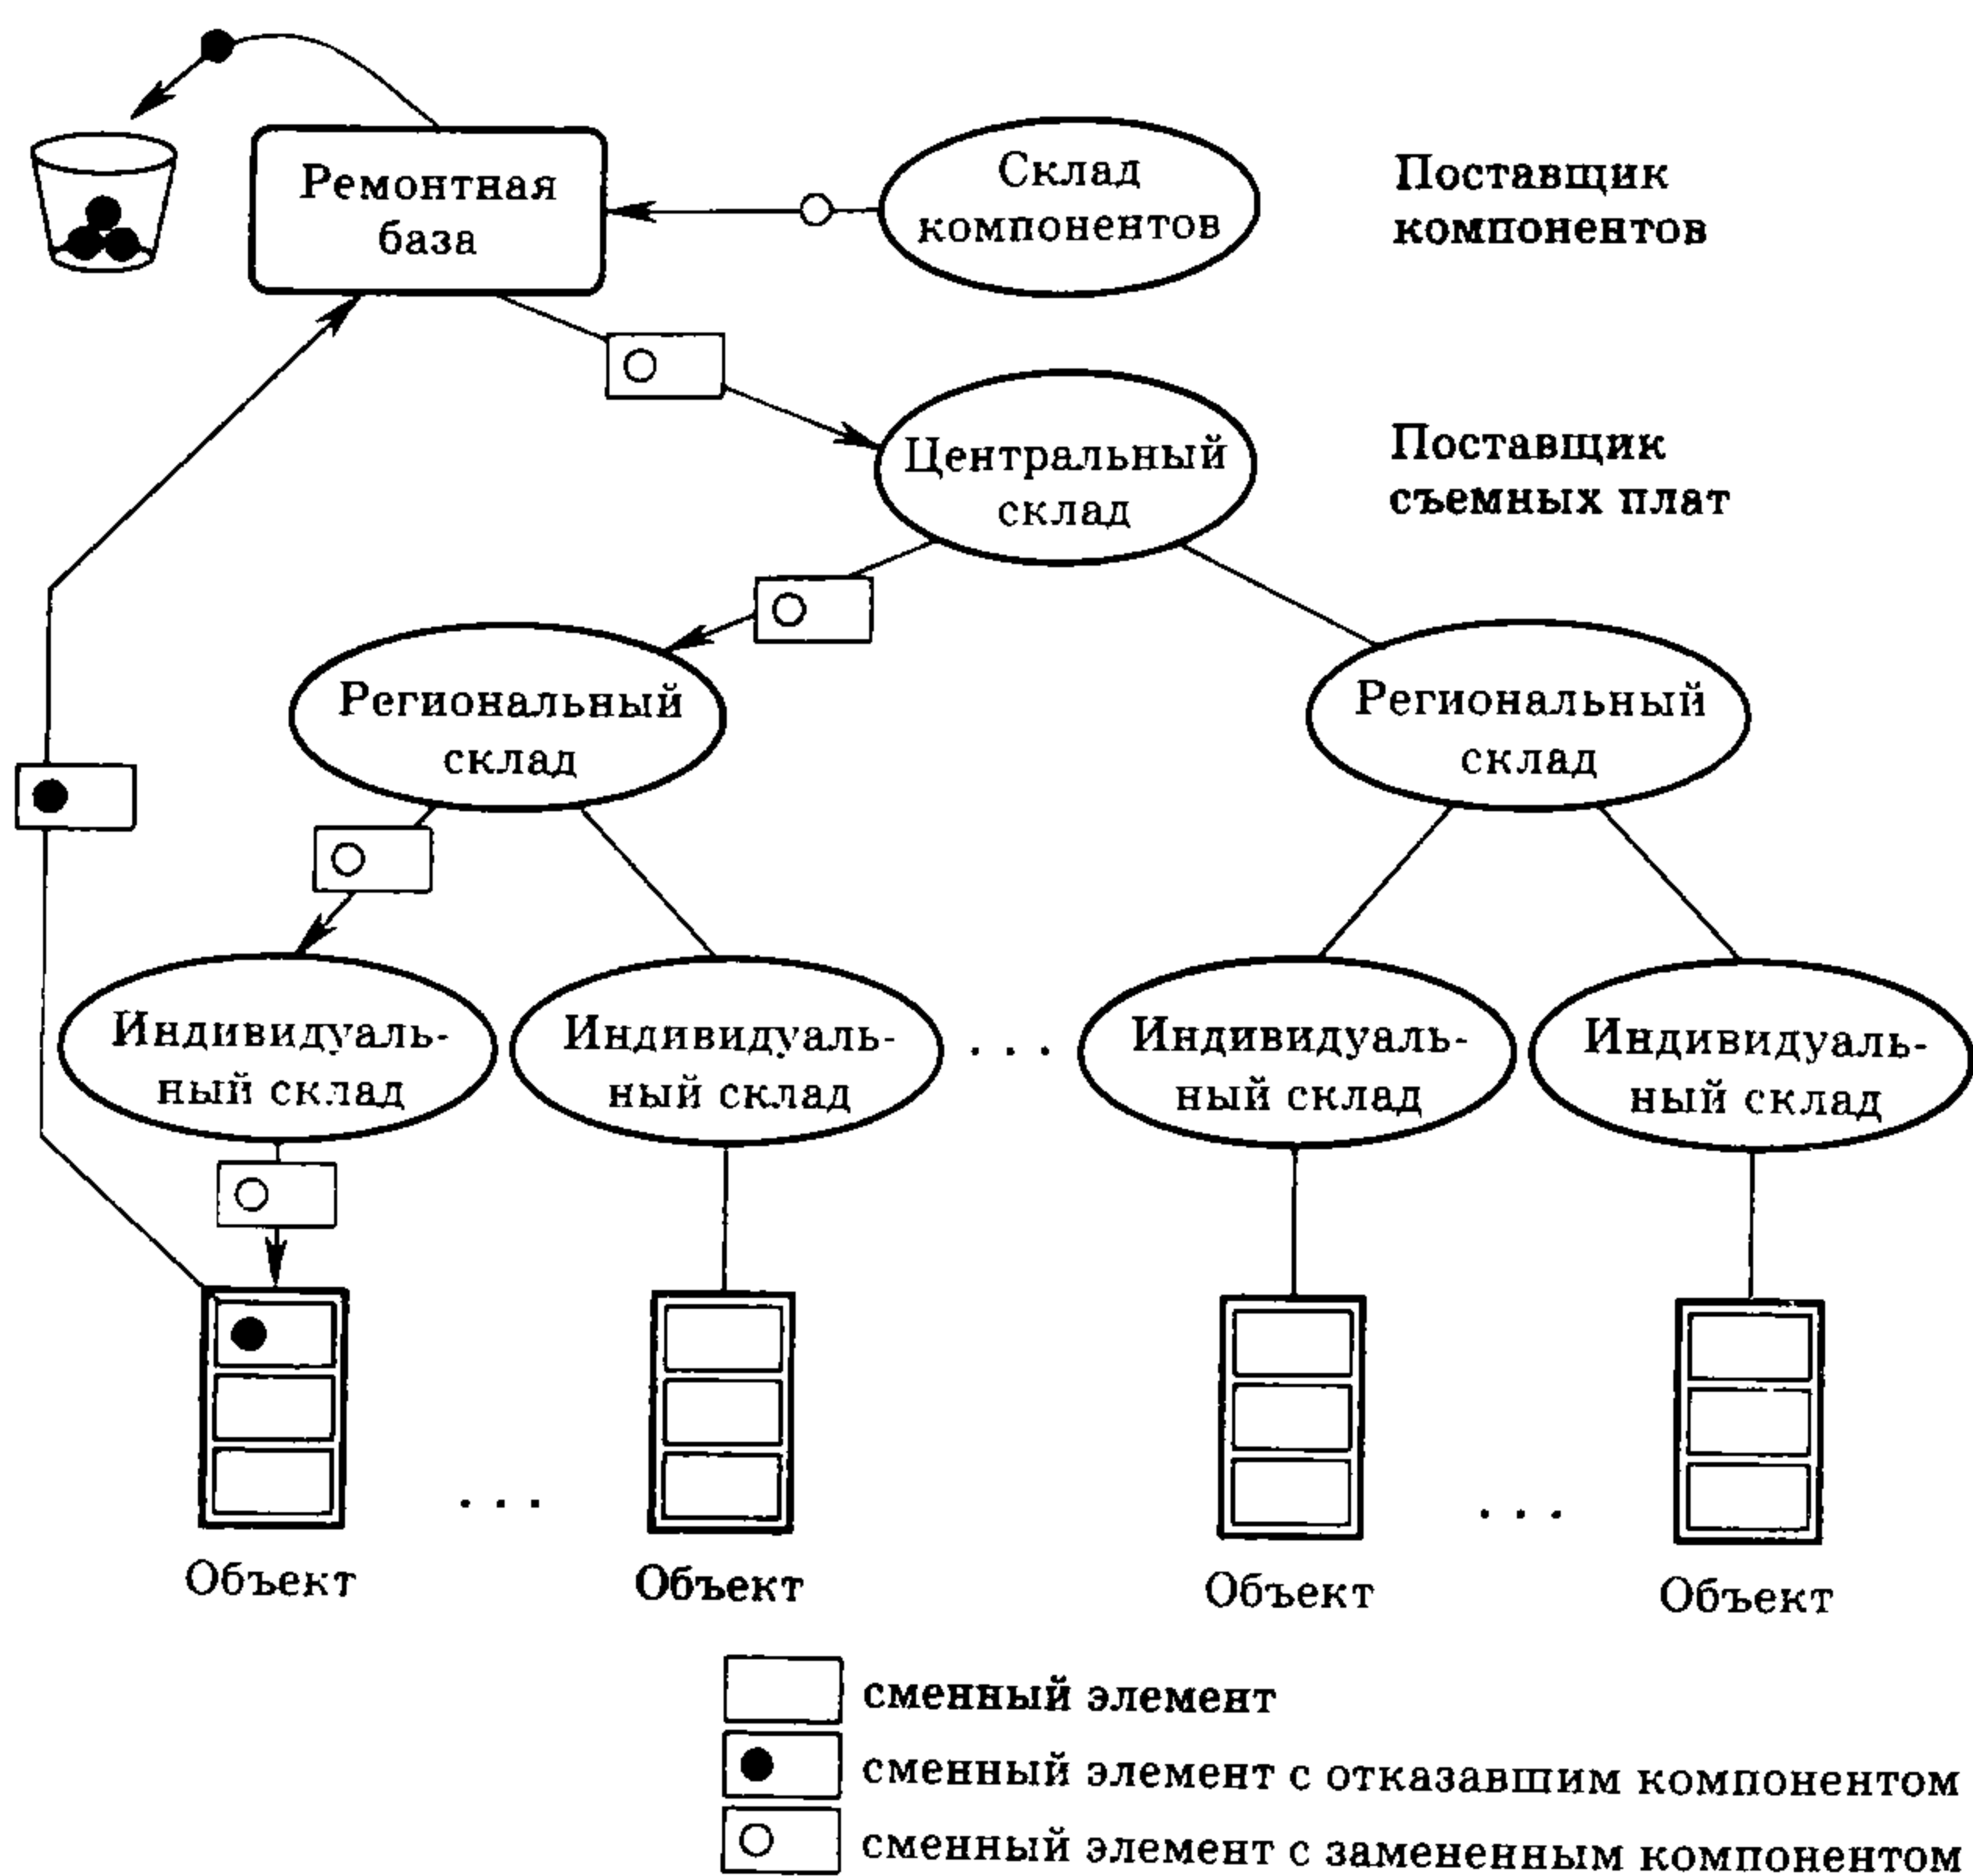 Ремонтная
база
Склад
компонентов
Поставщик
компонентов
Центральный
склад
Поставщик
съемных плат
Региональный
склад
Региональный
склад
Индивидуаль-
ный склад
Индивидуаль-
ный склад
. . .
Индивидуаль-
ный склад
Индивидуаль-
ный склад
. . .
. . .
Объект
Объект
Объект
Объект
сменный элемент
сменный элемент с отказавшим компонентом
сменный элемент с замененным компонентом